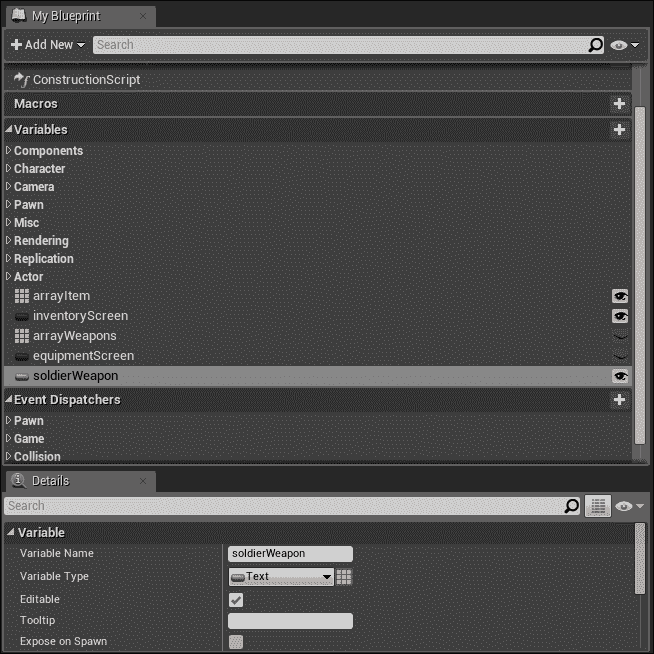 My Blueprint
Add New
Search
ConstructionScript
Macros
Variables
Components
Character
Camera
Pawn
Misc
Rendering
Replication
Actor
arrayItem
inventoryScreen
arrayWeapons
equipmentScreen
soldierWeapon
Event Dispatchers
Pawn
Game
Collision
Details
Search
Variable
Variable Name soldierWeapon
Variable Type Text
Editable
Tooltip
Expose on Spawn